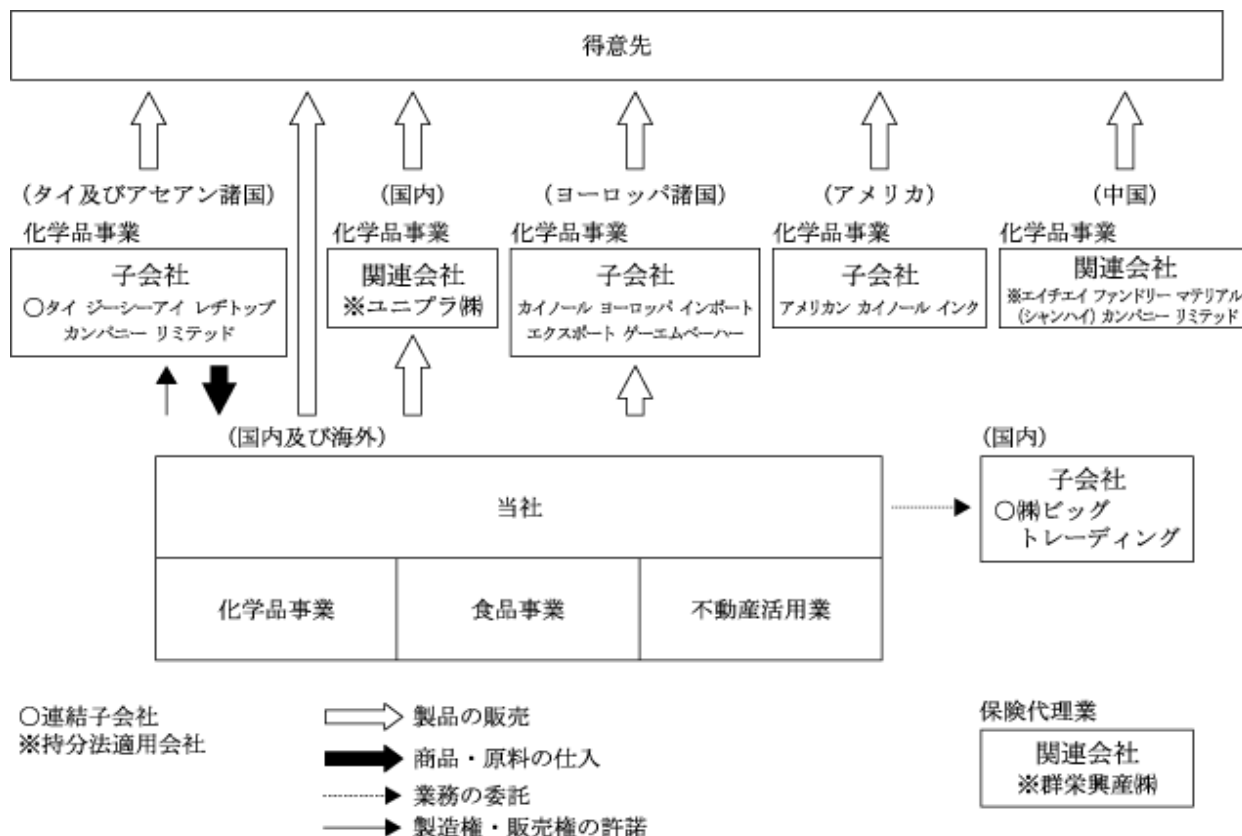 得意先
(タイ及びアセアン諸国)
化学品事業
子会社
○タイ ジーシーアイ レヂトップ
カンパニー リミテッド
(国内)
化学品事業
関連会社
※ユニプラ㈱
(ヨーロッパ諸国)
化学品事業
子会社
カイノール ヨーロッパ インポート
エクスポート ゲーエムベーハー
(アメリカ)
化学品事業
子会社
アメリカン カイノール インク
(中国)
化学品事業
関連会社
※エイチエイ ファンドリー マテリアル
(シャンハイ) カンパニー リミテッド
(国内及び海外)
当社
化学品事業
食品事業
不動産活用業
(国内)
子会社
○㈱ビッグ
トレーディング
○連結子会社
※持分法適用会社
製品の販売
商品・原料の仕入
業務の委託
製造権・販売権の許諾
保険代理業
関連会社
※群栄興産㈱